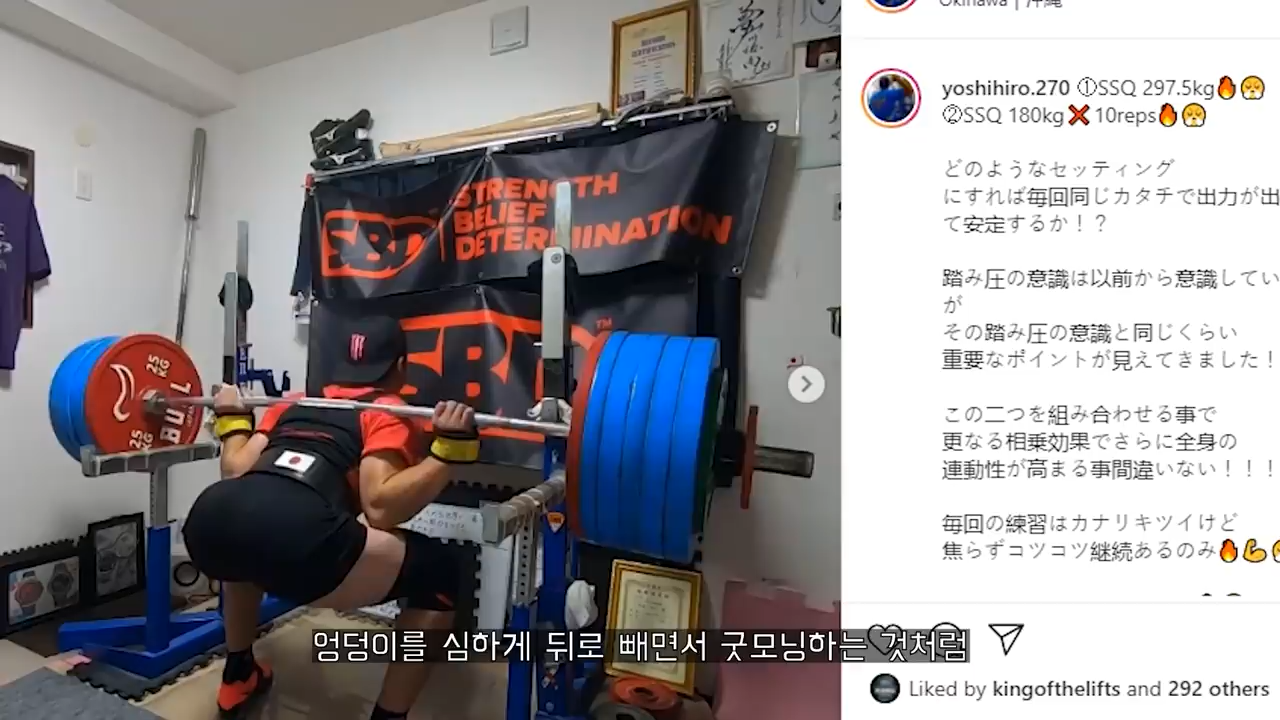 Okinawa | 沖縄
yoshihiro.270 ①SSQ 297.5kg🔥😤
②SSQ 180kg❌10reps🔥😤
どのようなセッティング
にすれば毎回同じカタチで出力が出
て安定するか！？
踏み圧の意識は以前から意識してい
が
その踏み圧の意識と同じくらい
重要なポイントが見えてきました！
この二つを組み合わせる事で
更なる相乗効果でさらに全身の
連動性が高まる事間違いない！！！
毎回の練習はカナリキツイけど
焦らずコツコツ継続あるのみ🔥💪
STRENGTH
BELIEF
DETERMINATION
SBD
SBD
TM
25
KG
25
KG
엉덩이를 심하게 뒤로 빼면서 굿모닝하는 것처럼
Liked by kingofthelifts and 292 others